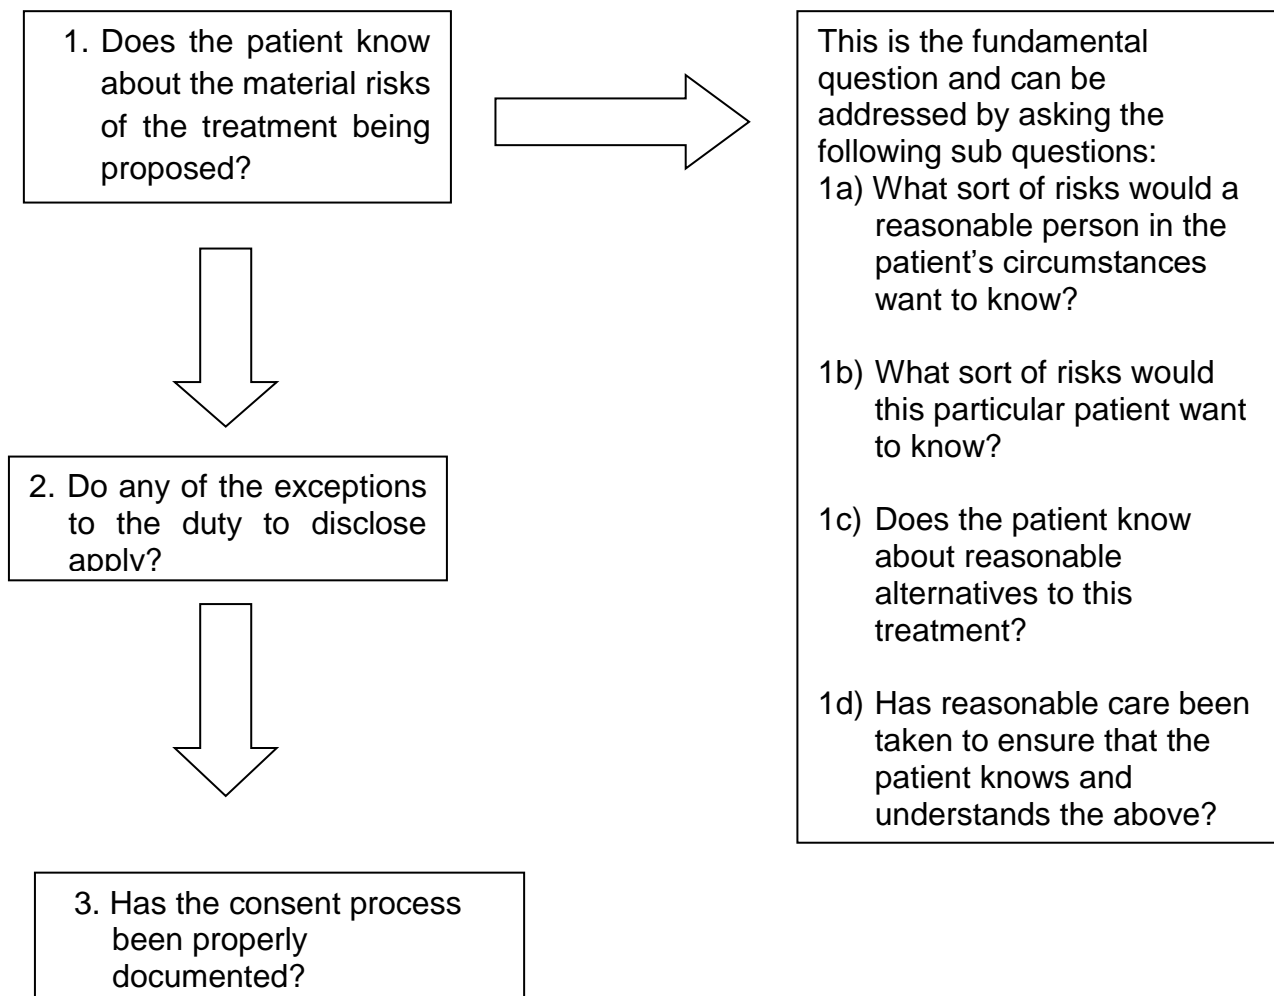 1. Does the patient know
about the material risks
of the treatment being
proposed?
This is the fundamental
question and can be
addressed by asking the
following sub questions:
1a) What sort of risks would a
reasonable person in the
patient’s circumstances
want to know?
1b) What sort of risks would
this particular patient want
to know?
1c) Does the patient know
about reasonable
alternatives to this
treatment?
1d) Has reasonable care been
taken to ensure that the
patient knows and
understands the above?
2. Do any of the exceptions
to the duty to disclose
apply?
3. Has the consent process
been properly
documented?